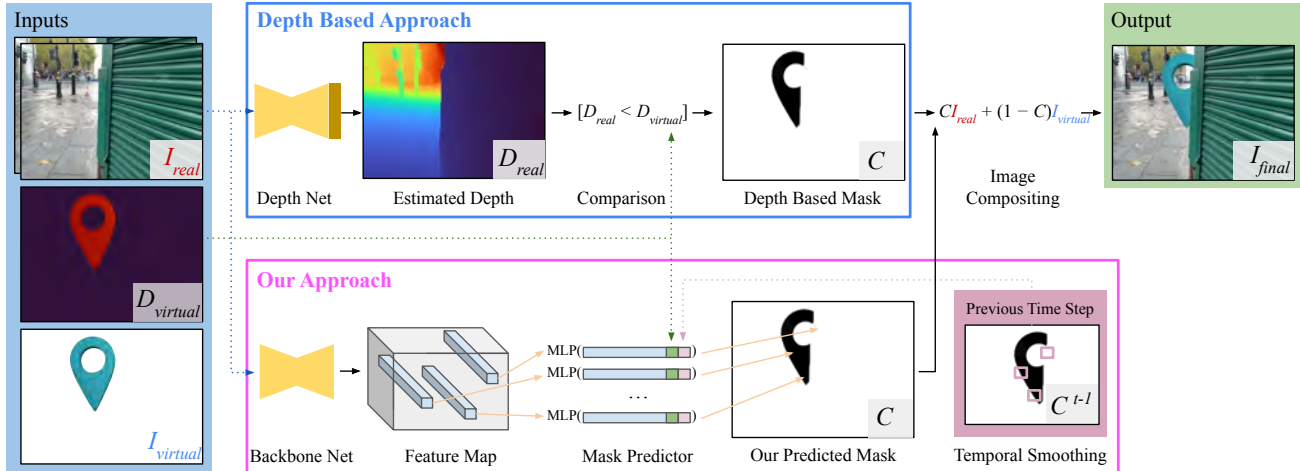 Inputs
I_real
D_virtual
I_virtual
Depth Based Approach
D_real
[D_real < D_virtual]
C
Depth Net
Estimated Depth
Comparison
Depth Based Mask
CI_real + (1 − C)I_virtual
Image
Compositing
Output
I_final
Our Approach
MLP( )
MLP( )
...
MLP( )
C
Previous Time Step
C^t-1
Backbone Net
Feature Map
Mask Predictor
Our Predicted Mask
Temporal Smoothing